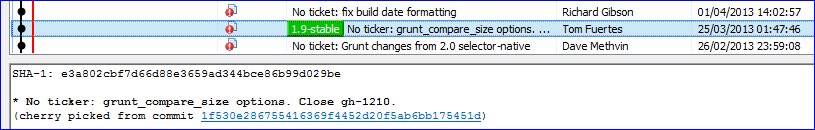 No ticket: fix build date formatting Richard Gibson 01/04/2013 14:02:57
1.9-stable No ticker: grunt_compare_size options. ... Tom Fuertes 25/03/2013 01:47:46
No ticket: Grunt changes from 2.0 selector-native Dave Methvin 26/02/2013 23:59:08
SHA-1: e3a802cbf7d66d88e3659ad344bce86b99d029be
* No ticker: grunt_compare_size options. Close gh-1210.
(cherry picked from commit 1f530e286755416369f4452d20f5ab6bb175451d)